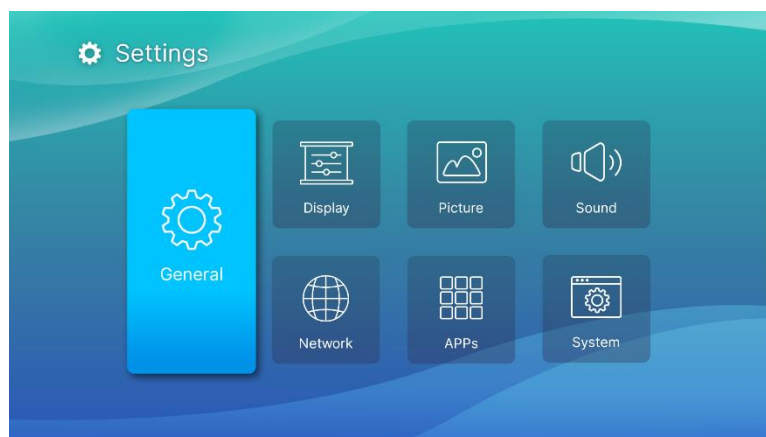 Settings
General
Display
Picture
Sound
Network
APPs
System